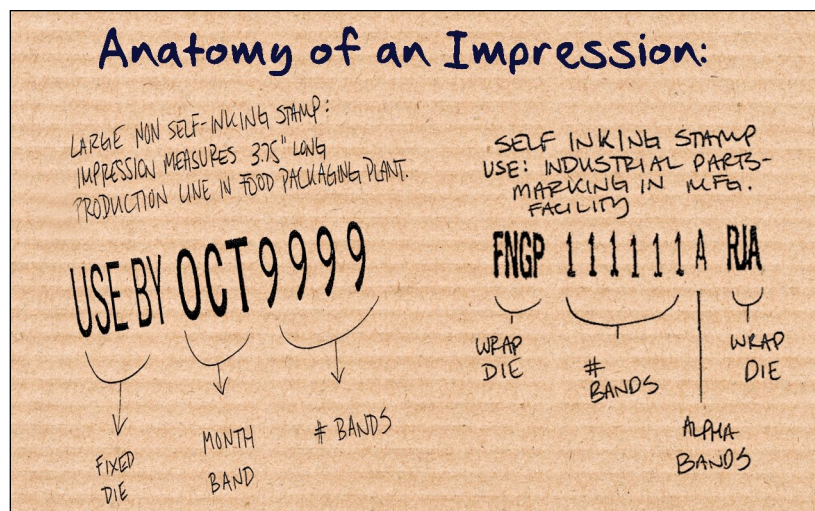 Anatomy of an Impression:
LARGE NON SELF-INKING STAMP:
IMPRESSION MEASURES 3.75" LONG
PRODUCTION LINE IN FOOD PACKAGING PLANT.
USE BY OCT 9 9 9 9
FIXED
DIE
MONTH
BAND
# BANDS
SELF INKING STAMP
USE: INDUSTRIAL PARTS-
MARKING IN MFG.
FACILITY
FNGP 1 1 1 1 1 1 A RJA
WRAP
DIE
#
BANDS
ALPHA
BANDS
WRAP
DIE